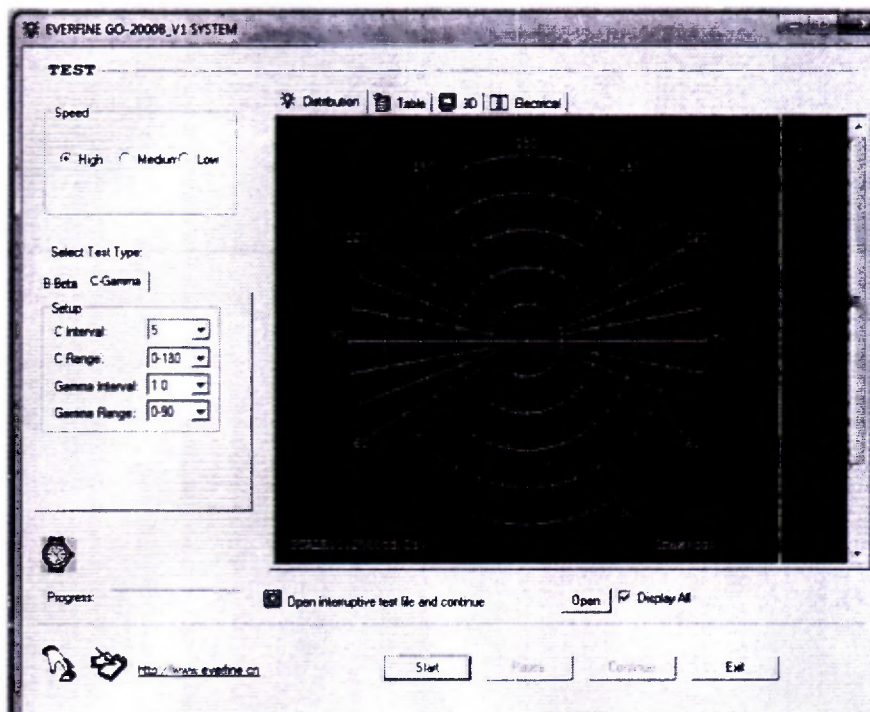 EVERFINE GO-2000B_V1 SYSTEM
TEST
Speed
High Medium Low
Distribution Table 3D Electrical
Select Test Type:
B-Beta C-Gamma
Setup
C Interval: 5
C Range: 0-180
Gamma Interval: 1.0
Gamma Range: 0-90
Progress:
Open interruptive test file and continue Open Display All
http://www.everfine.cn
Start Pause Continue Exit